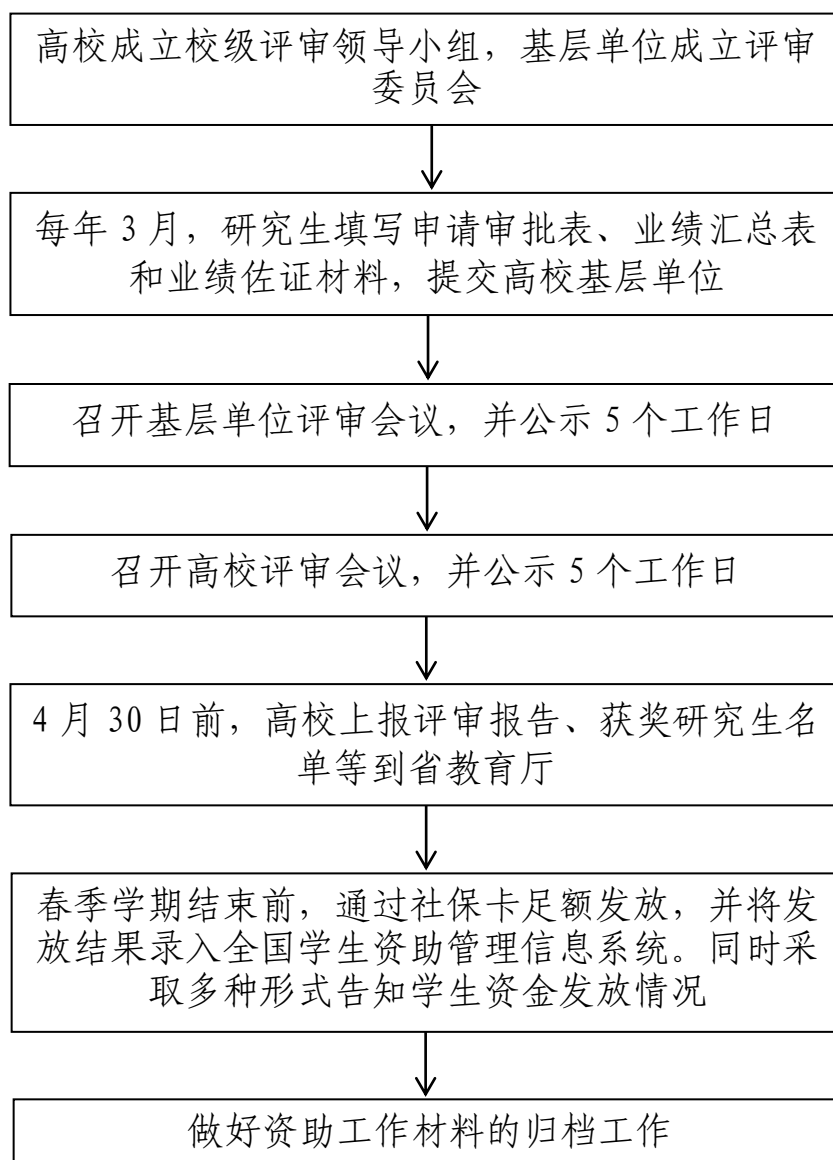 高校成立校级评审领导小组，基层单位成立评审
委员会
每年 3 月，研究生填写申请审批表、业绩汇总表
和业绩佐证材料，提交高校基层单位
召开基层单位评审会议，并公示 5 个工作日
召开高校评审会议，并公示 5 个工作日
4 月 30 日前，高校上报评审报告、获奖研究生名
单等到省教育厅
春季学期结束前，通过社保卡足额发放，并将发
放结果录入全国学生资助管理信息系统。同时采
取多种形式告知学生资金发放情况
做好资助工作材料的归档工作